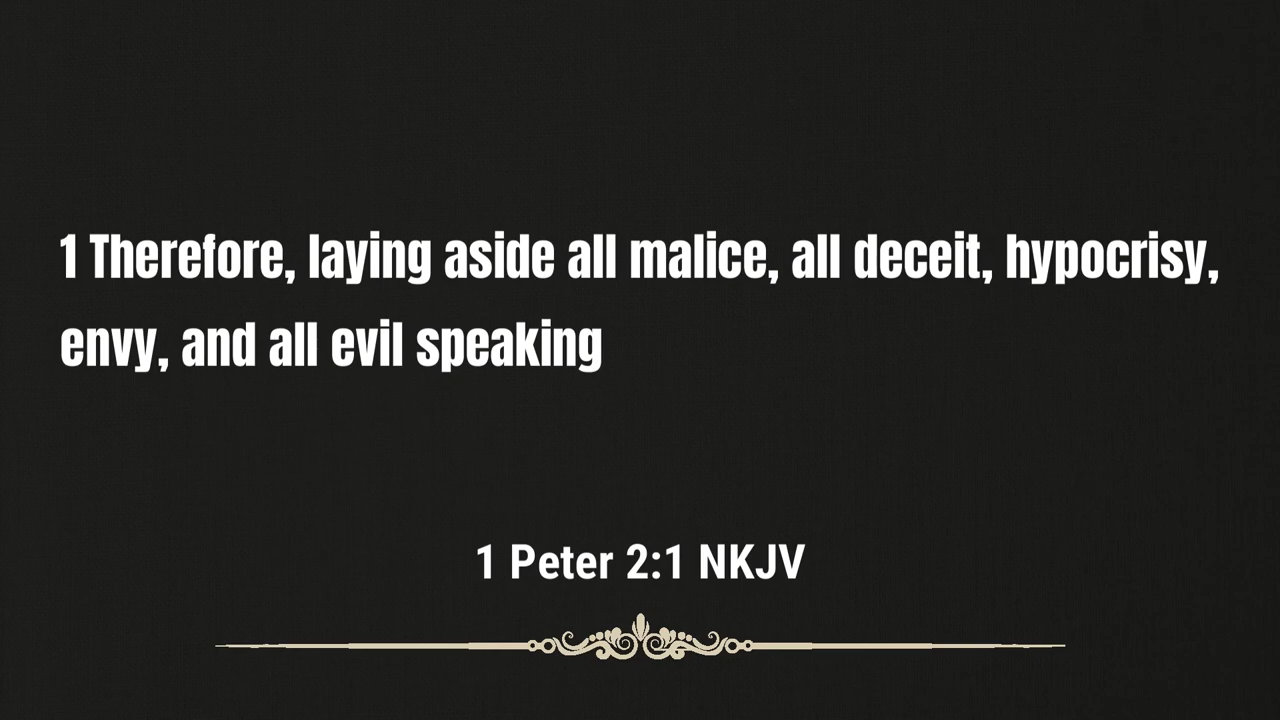 1 Therefore, laying aside all malice, all deceit, hypocrisy,
envy, and all evil speaking
1 Peter 2:1 NKJV